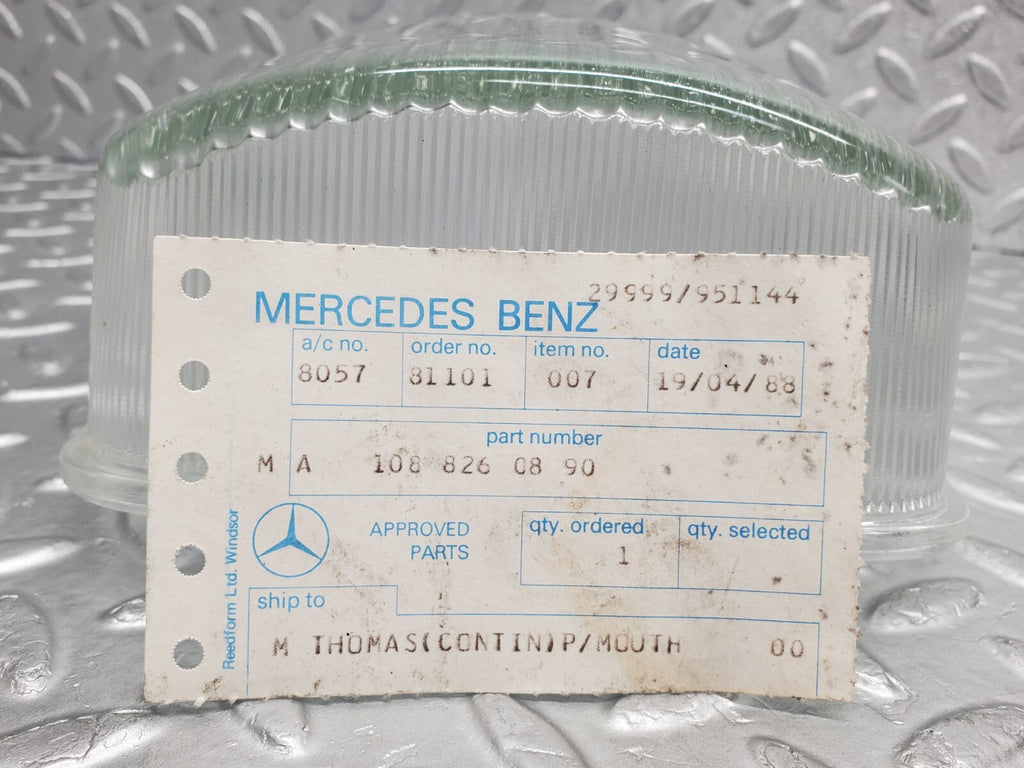 29999/951144
MERCEDES BENZ
a/c no. order no. item no. date
8057 81101 007 19/04/88
part number
M A 108 826 08 90
APPROVED PARTS
qty. ordered qty. selected
1
ship to
M THOMAS(CONTIN)P/MOUTH 00
Reedform Ltd. Windsor